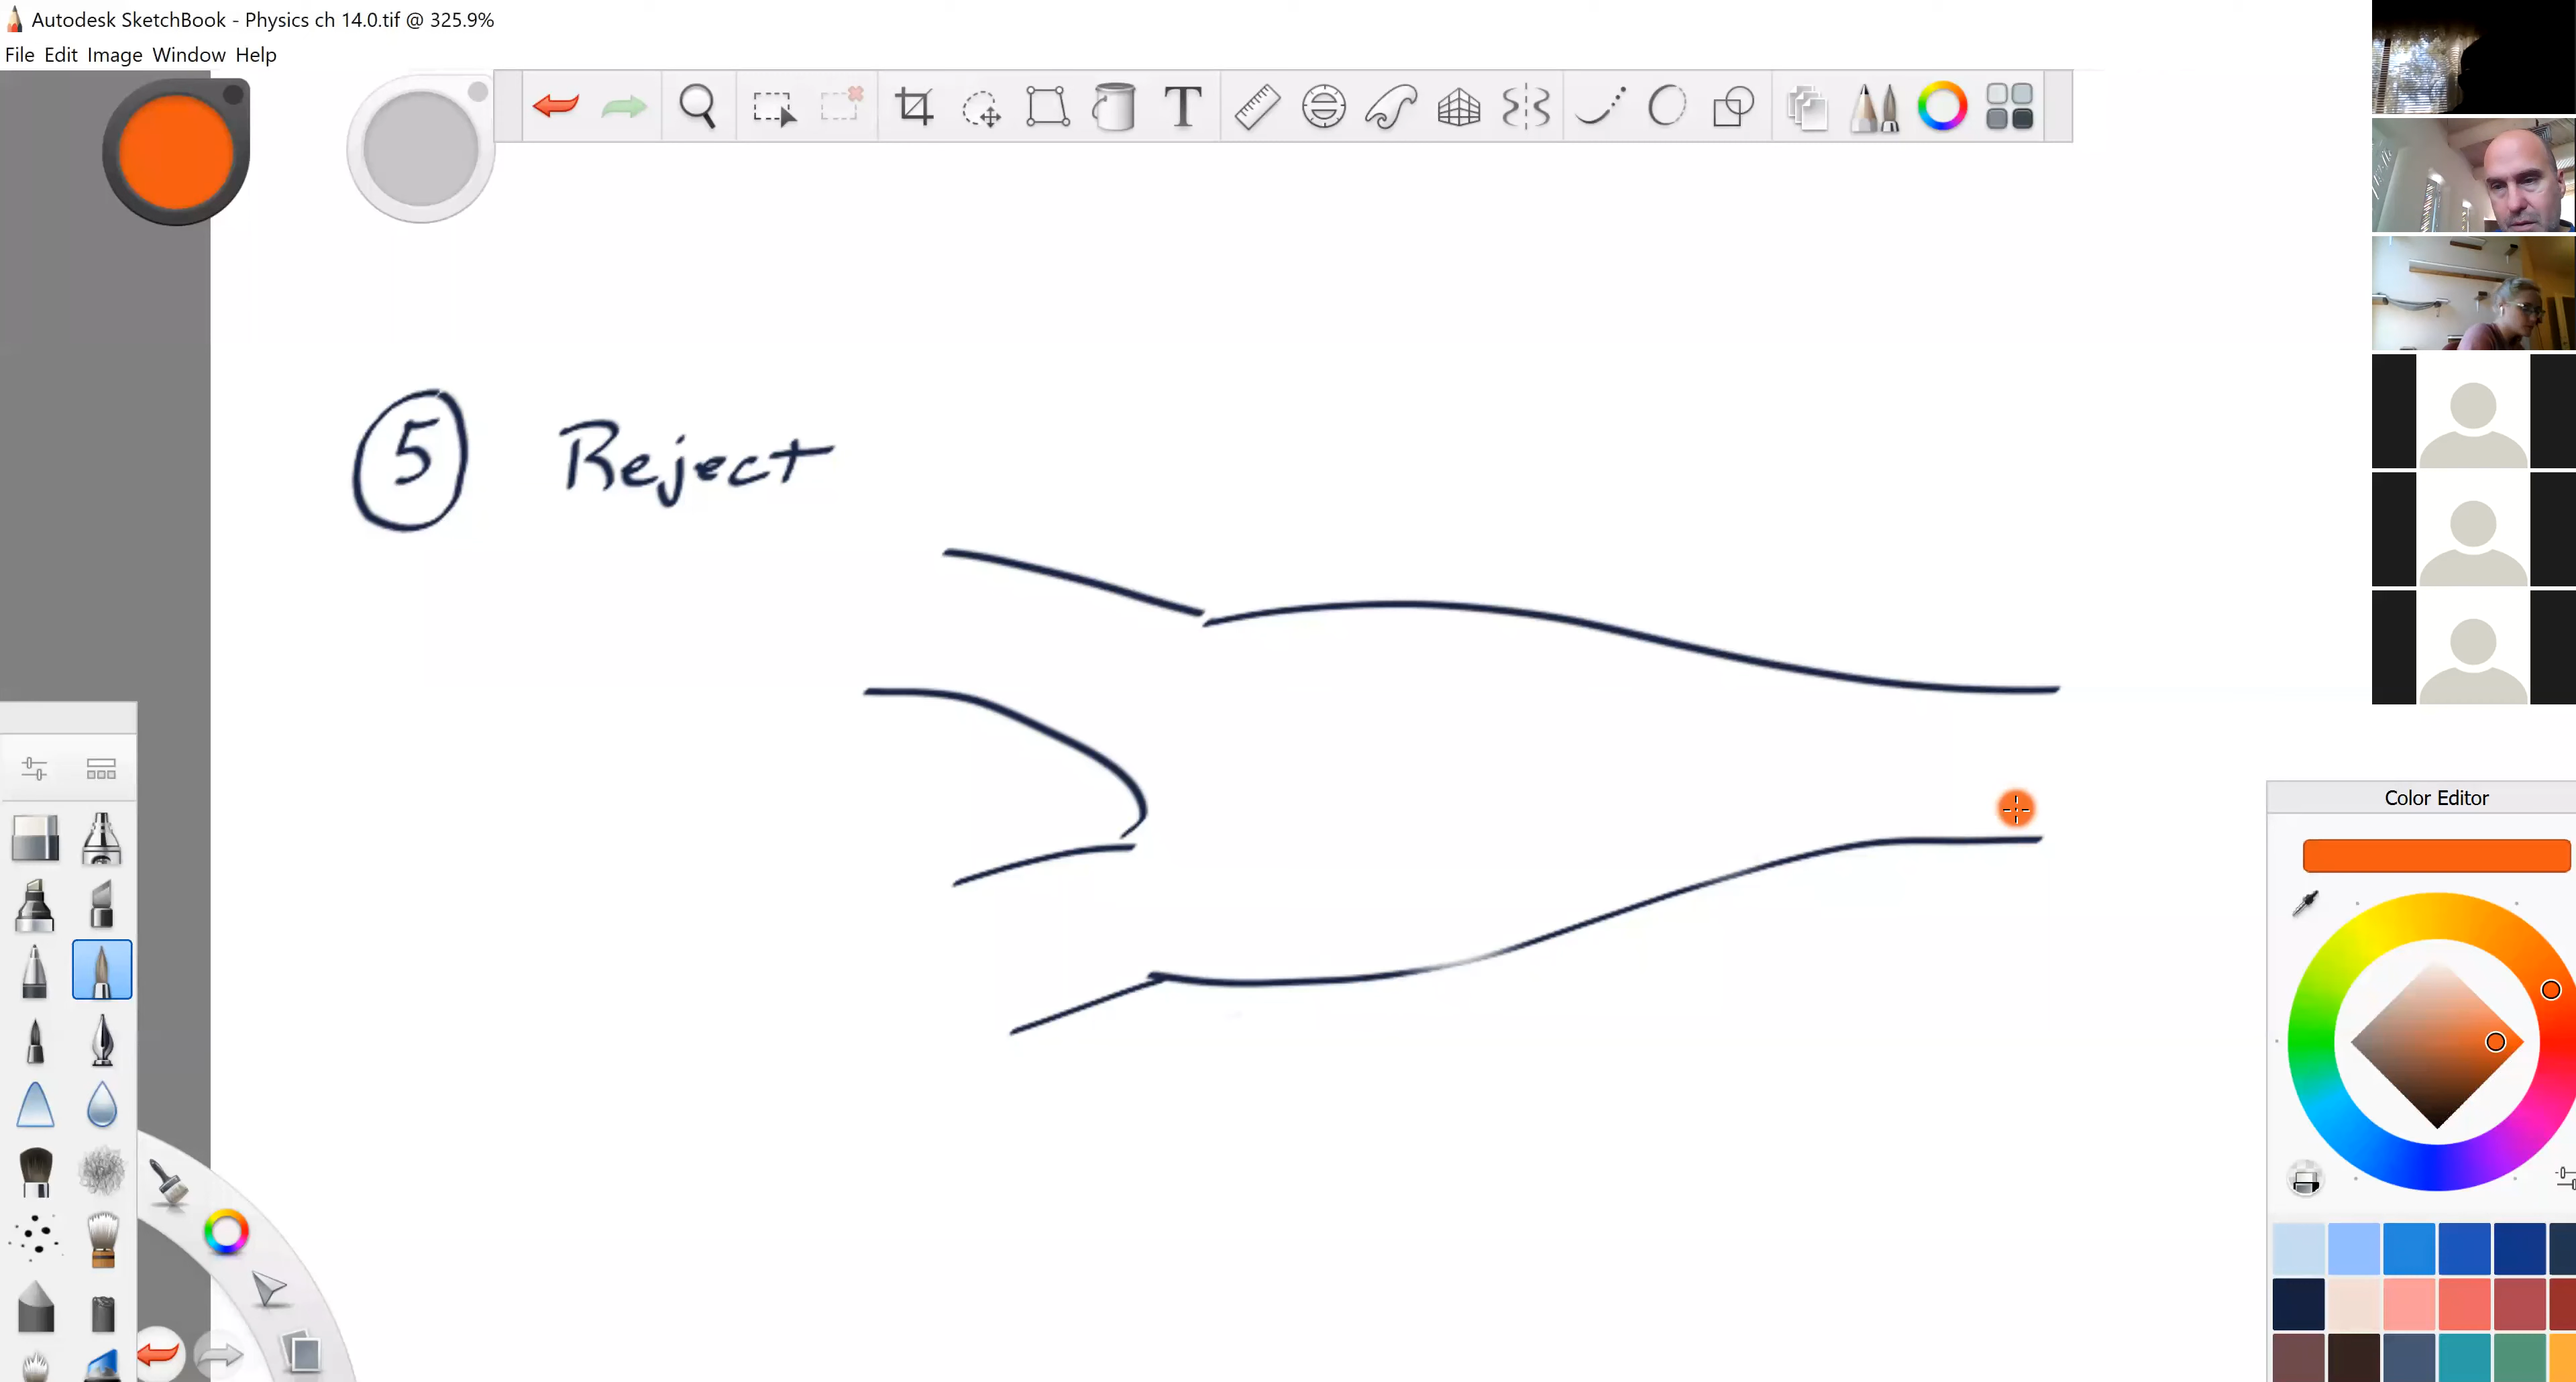 Autodesk SketchBook - Physics ch 14.0.tif @ 325.9%
File Edit Image Window Help
T
5 Reject
Color Editor